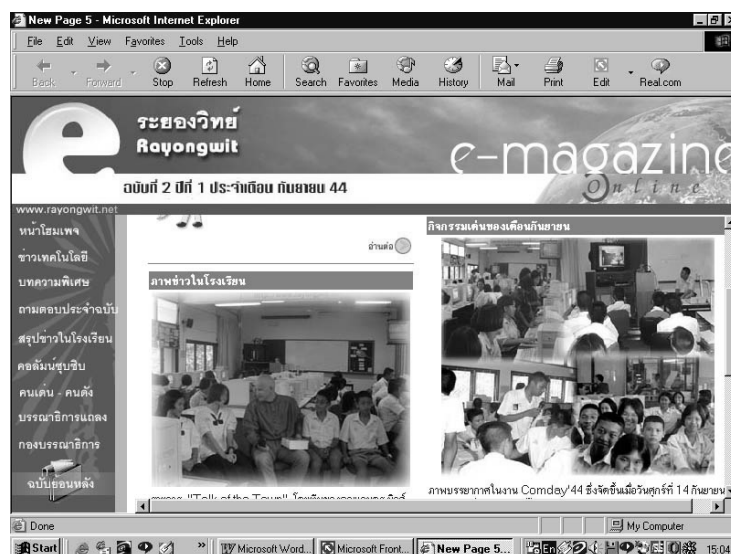 New Page 5 - Microsoft Internet Explorer
File Edit View Favorites Tools Help
Back Forward Stop Refresh Home Search Favorites Media History Mail Print Edit Real.com
e
ระยองวิทย์
Rayongwit
e-magazine
Online
ฉบับที่ 2 ปีที่ 1 ประจำเดือน กันยายน 44
www.rayongwit.net
หน้าโฮมเพจ
ข่าวเทคโนโลยี
บทความพิเศษ
ถามตอบประจำฉบับ
สรุปข่าวในโรงเรียน
คอลัมน์ซุบซิบ
คนเด่น - คนดัง
บรรณาธิการแถลง
กองบรรณาธิการ
ฉบับย้อนหลัง
อ่านต่อ
ภาพข่าวในโรงเรียน
"Talk of the Town"
กิจกรรมเด่นของเดือนกันยายน
ภาพบรรยากาศในงาน Comday'44 ซึ่งจัดขึ้นเมื่อวันศุกร์ที่ 14 กันยายน
Done My Computer
Start » Microsoft Word... Microsoft Front... New Page 5... En 15:04